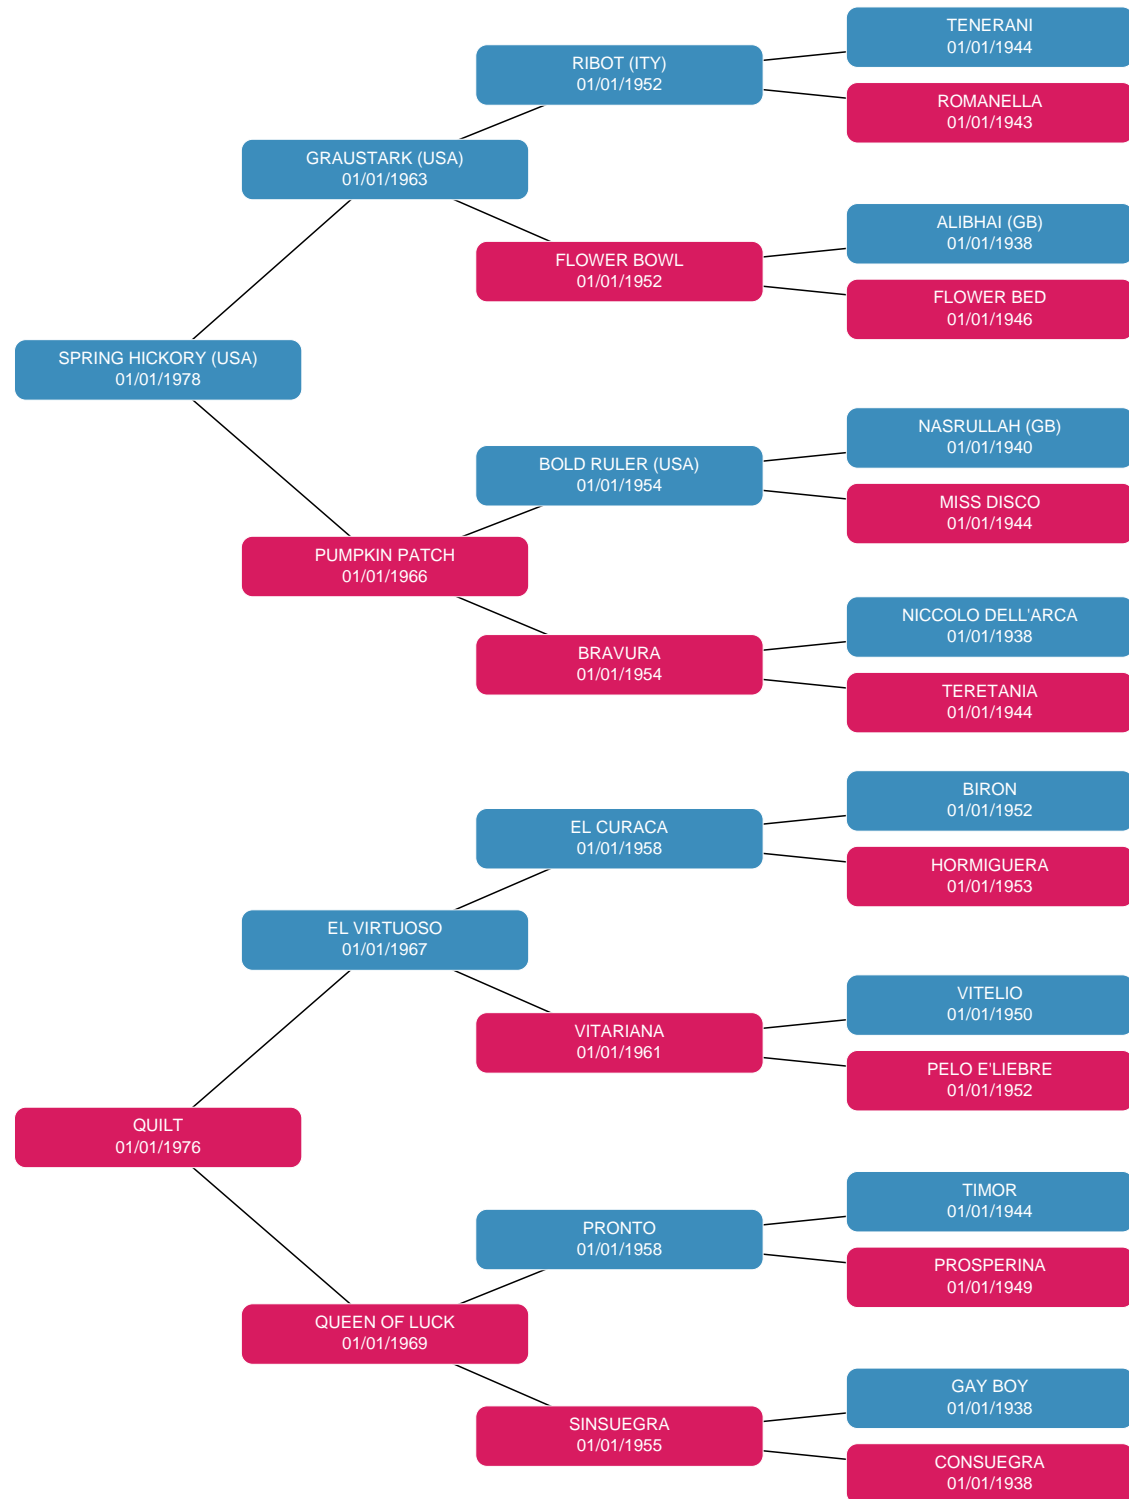 TENERANI
01/01/1944
RIBOT (ITY)
01/01/1952
ROMANELLA
01/01/1943
GRAUSTARK (USA)
01/01/1963
ALIBHAI (GB)
01/01/1938
FLOWER BOWL
01/01/1952
FLOWER BED
01/01/1946
SPRING HICKORY (USA)
01/01/1978
NASRULLAH (GB)
01/01/1940
BOLD RULER (USA)
01/01/1954
MISS DISCO
01/01/1944
PUMPKIN PATCH
01/01/1966
NICCOLO DELL'ARCA
01/01/1938
BRAVURA
01/01/1954
TERETANIA
01/01/1944
BIRON
01/01/1952
EL CURACA
01/01/1958
HORMIGUERA
01/01/1953
EL VIRTUOSO
01/01/1967
VITELIO
01/01/1950
VITARIANA
01/01/1961
PELO E'LIEBRE
01/01/1952
QUILT
01/01/1976
TIMOR
01/01/1944
PRONTO
01/01/1958
PROSPERINA
01/01/1949
QUEEN OF LUCK
01/01/1969
GAY BOY
01/01/1938
SINSUEGRA
01/01/1955
CONSUEGRA
01/01/1938